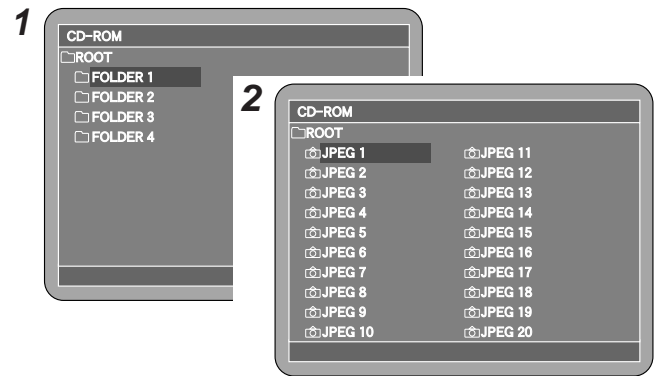 1
CD-ROM
ROOT
FOLDER 1
FOLDER 2
FOLDER 3
FOLDER 4
2
CD-ROM
ROOT
JPEG 1
JPEG 2
JPEG 3
JPEG 4
JPEG 5
JPEG 6
JPEG 7
JPEG 8
JPEG 9
JPEG 10
JPEG 11
JPEG 12
JPEG 13
JPEG 14
JPEG 15
JPEG 16
JPEG 17
JPEG 18
JPEG 19
JPEG 20